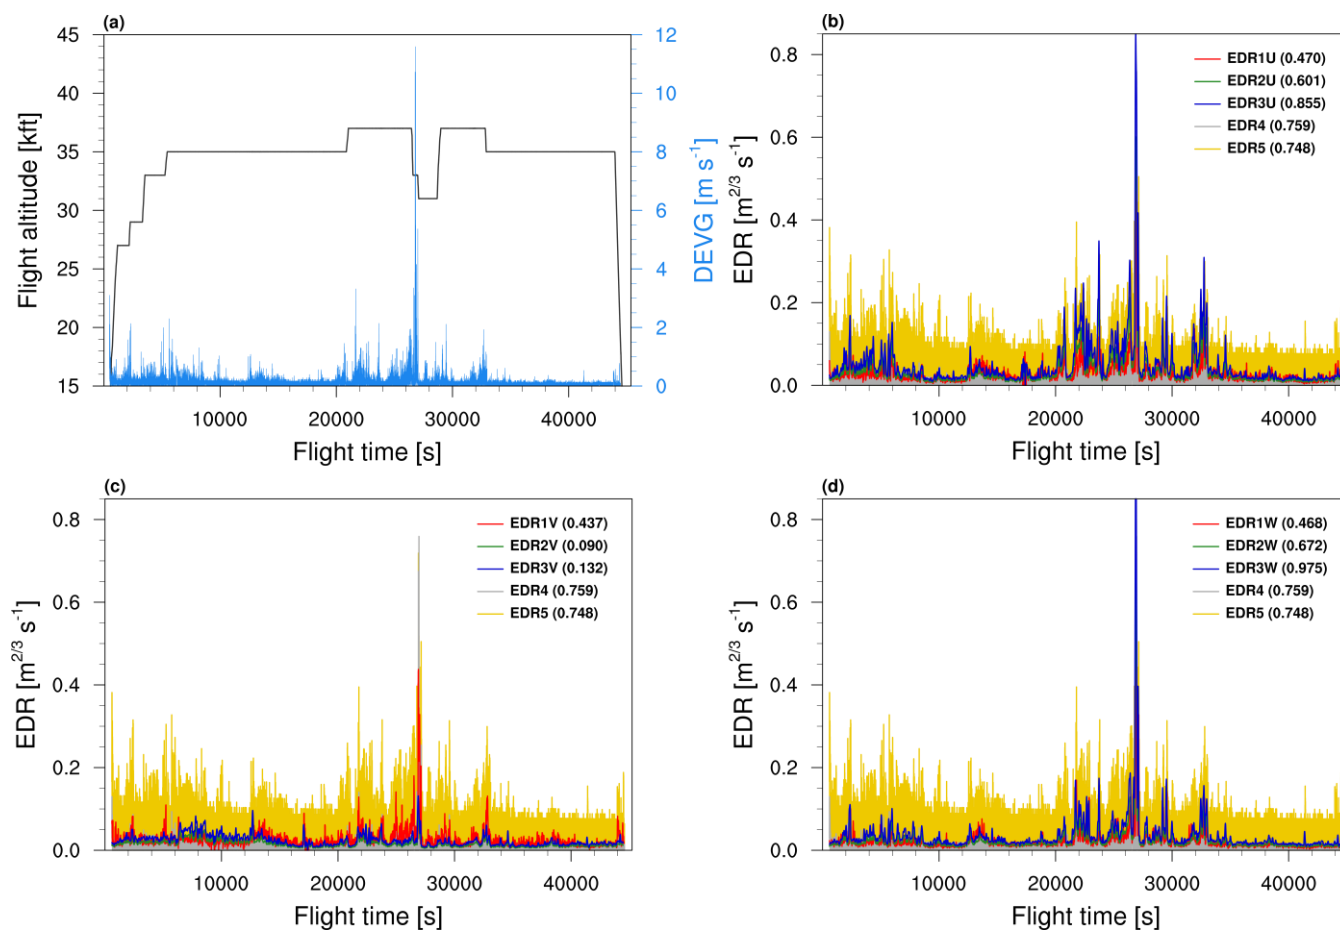 (a)
45
40
35
30
25
20
15
Flight altitude [kft]
12
10
8
6
4
2
0
DEVG [m s⁻¹]
10000 20000 30000 40000
Flight time [s]
(b)
EDR1U (0.470)
EDR2U (0.601)
EDR3U (0.855)
EDR4 (0.759)
EDR5 (0.748)
0.8
0.6
0.4
0.2
0.0
EDR [m²ᐟ³ s⁻¹]
10000 20000 30000 40000
Flight time [s]
(c)
EDR1V (0.437)
EDR2V (0.090)
EDR3V (0.132)
EDR4 (0.759)
EDR5 (0.748)
0.8
0.6
0.4
0.2
0.0
EDR [m²ᐟ³ s⁻¹]
10000 20000 30000 40000
Flight time [s]
(d)
EDR1W (0.468)
EDR2W (0.672)
EDR3W (0.975)
EDR4 (0.759)
EDR5 (0.748)
0.8
0.6
0.4
0.2
0.0
EDR [m²ᐟ³ s⁻¹]
10000 20000 30000 40000
Flight time [s]